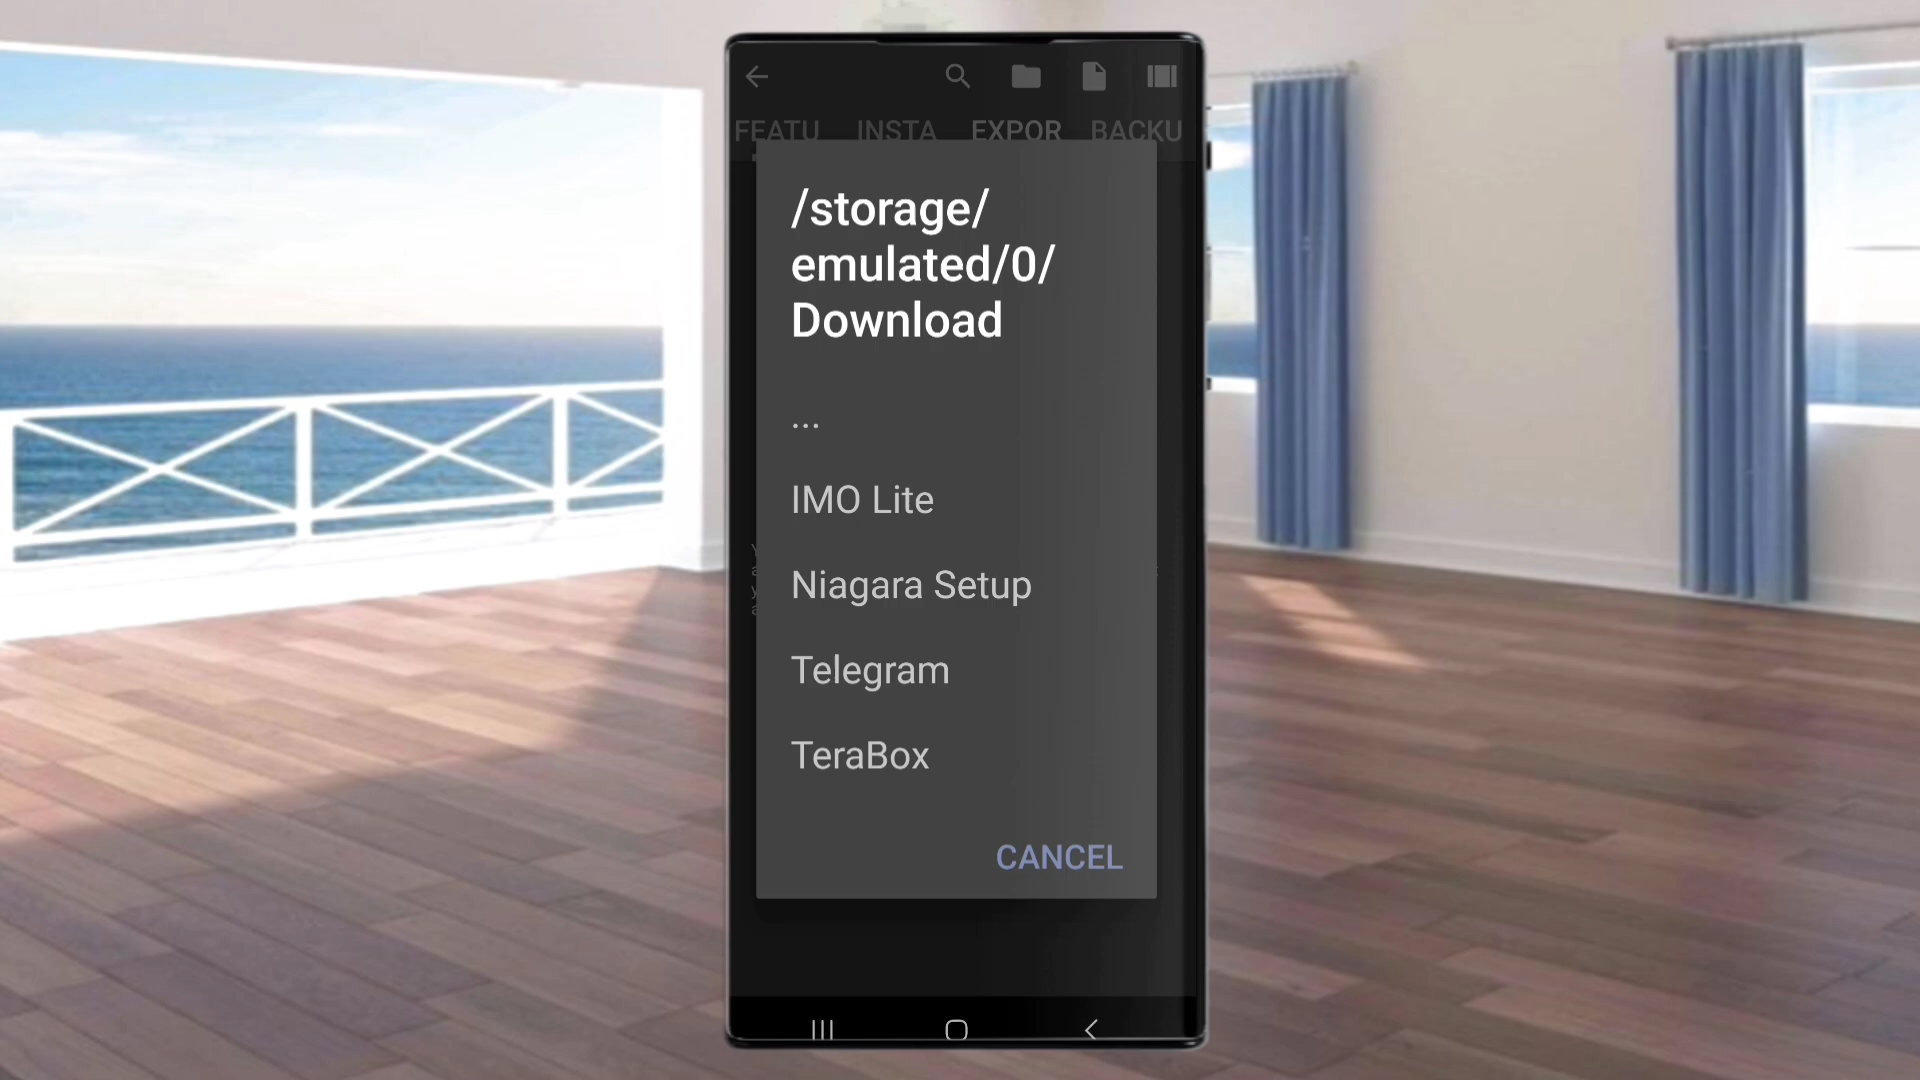 FEATU INSTA EXPOR BACKU
/storage/
emulated/0/
Download
...
IMO Lite
Niagara Setup
Telegram
TeraBox
CANCEL